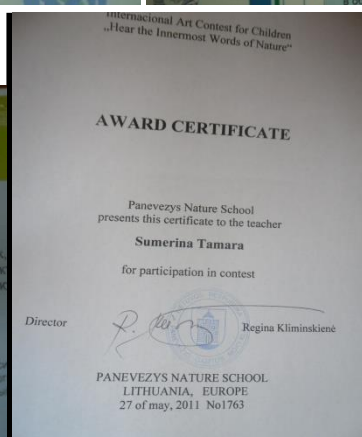 Internacional Art Contest for Children
„Hear the Innermost Words of Nature“
AWARD CERTIFICATE
Panevezys Nature School
presents this certificate to the teacher
Sumerina Tamara
for participation in contest
Director
Regina Kliminskienė
PANEVEZYS NATURE SCHOOL
LITHUANIA, EUROPE
27 of may, 2011 No1763